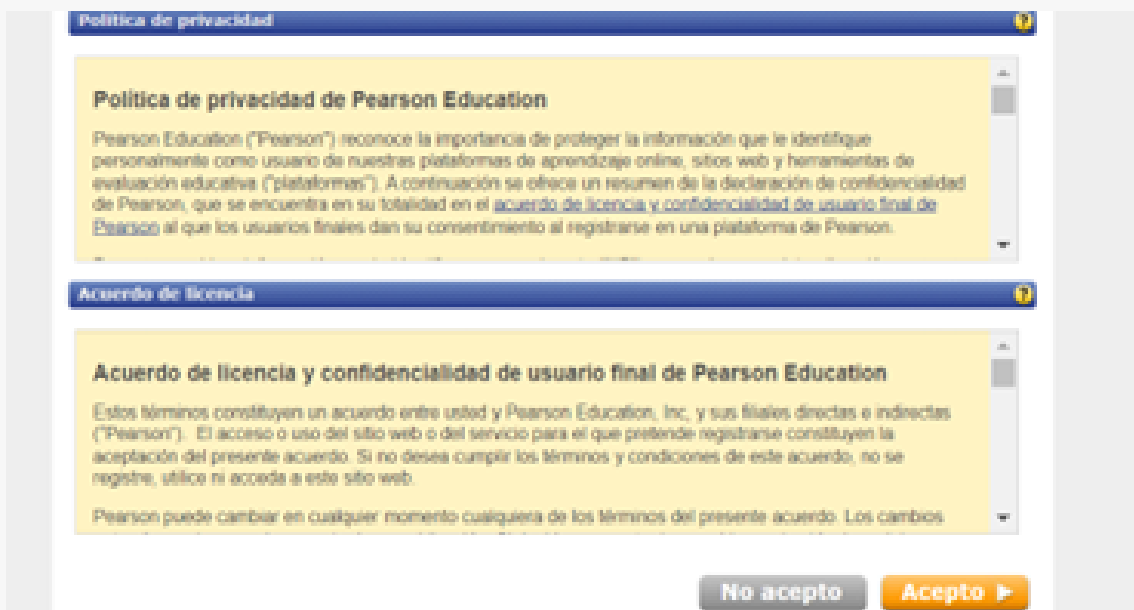 Política de privacidad
Política de privacidad de Pearson Education
Pearson Education ("Pearson") reconoce la importancia de proteger la información que le identifique
personalmente como usuario de nuestras plataformas de aprendizaje online, sitios web y herramientas de
evaluación educativa ("plataformas"). A continuación se ofrece un resumen de la declaración de confidencialidad
de Pearson, que se encuentra en su totalidad en el acuerdo de licencia y confidencialidad de usuario final de
Pearson al que los usuarios finales dan su consentimiento al registrarse en una plataforma de Pearson.
Acuerdo de licencia
Acuerdo de licencia y confidencialidad de usuario final de Pearson Education
Estos términos constituyen un acuerdo entre usted y Pearson Education, Inc, y sus filiales directas e indirectas
("Pearson"). El acceso o uso del sitio web o del servicio para el que pretende registrarse constituyen la
aceptación del presente acuerdo. Si no desea cumplir los términos y condiciones de este acuerdo, no se
registre, utilice ni acceda a este sitio web.
Pearson puede cambiar en cualquier momento cualquiera de los términos del presente acuerdo. Los cambios
No acepto
Acepto